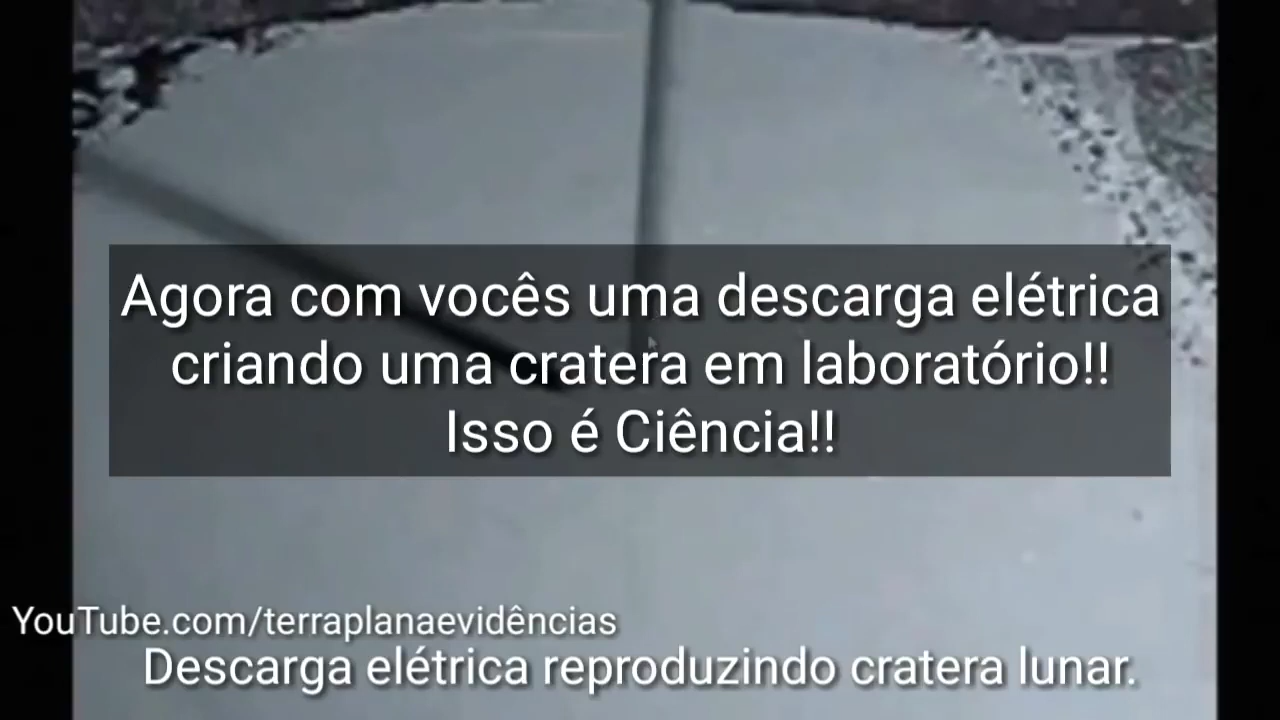 Agora com vocês uma descarga elétrica
criando uma cratera em laboratório!!
Isso é Ciência!!
YouTube.com/terraplanaevidências
Descarga elétrica reproduzindo cratera lunar.